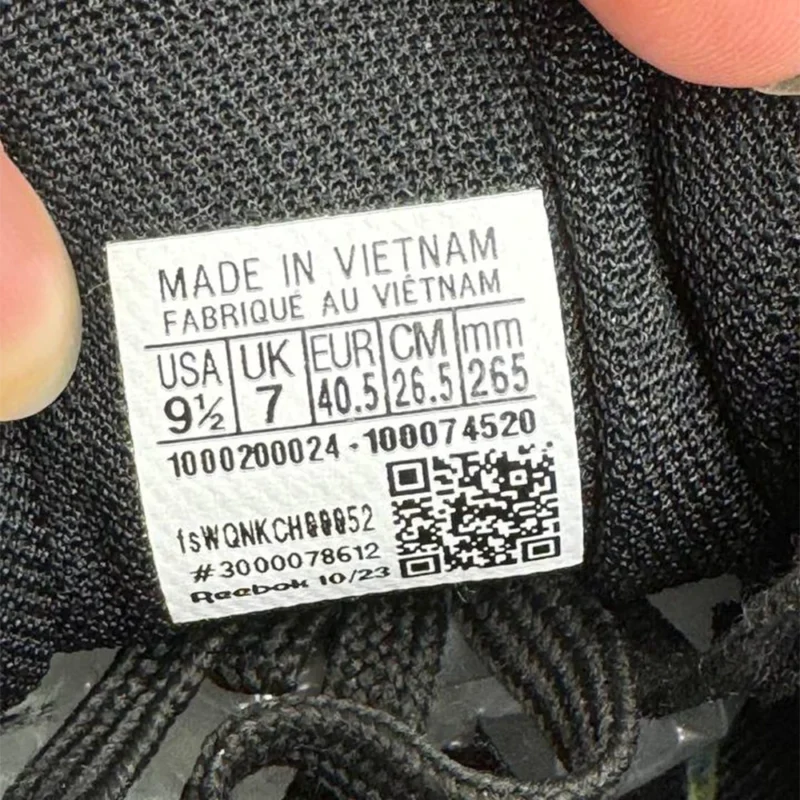 MADE IN VIETNAM
FABRIQUÉ AU VIÊTNAM
USA UK EUR CM mm
9½ 7 40.5 26.5 265
1000200024 - 100074520
#3000078612
Reebok 10/23